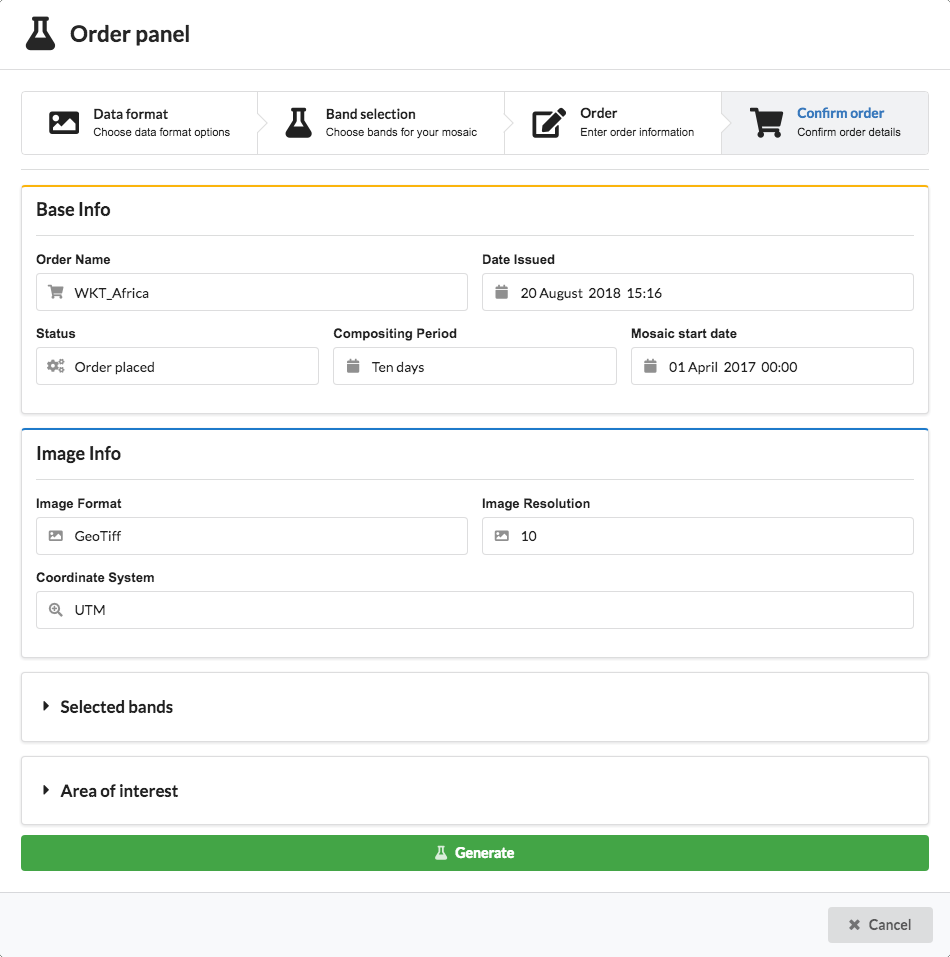 Order panel
Data format
Choose data format options
Band selection
Choose bands for your mosaic
Order
Enter order information
Confirm order
Confirm order details
Base Info
Order Name
Date Issued
WKT_Africa
20 August 2018 15:16
Status
Compositing Period
Mosaic start date
Order placed
Ten days
01 April 2017 00:00
Image Info
Image Format
Image Resolution
GeoTiff
10
Coordinate System
UTM
Selected bands
Area of interest
Generate
Cancel